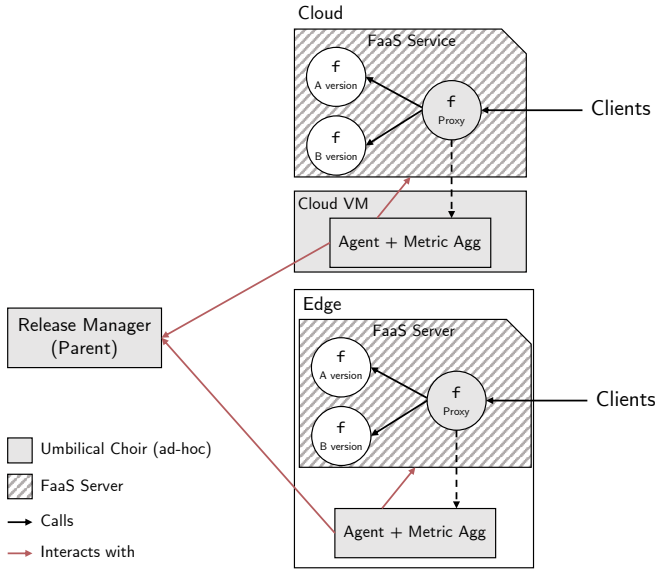 Cloud
FaaS Service
f
A version
f
Proxy
Clients
f
B version
Cloud VM
Agent + Metric Agg
Edge
FaaS Server
f
A version
f
Proxy
Clients
f
B version
Agent + Metric Agg
Release Manager
(Parent)
Umbilical Choir (ad-hoc)
FaaS Server
Calls
Interacts with